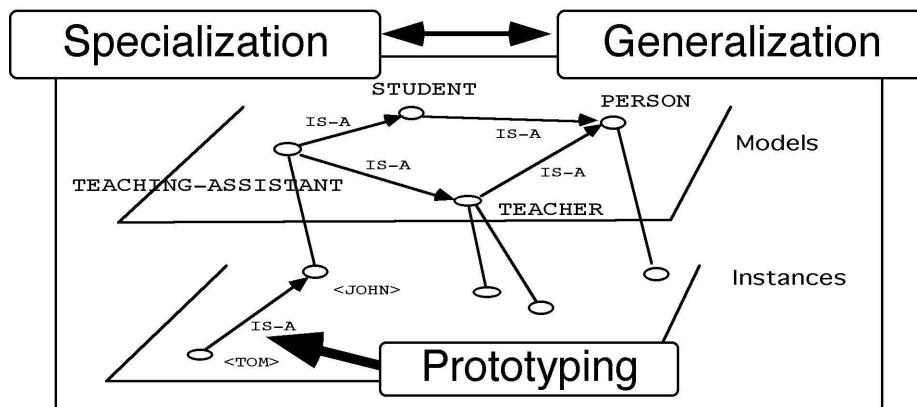 Specialization
Generalization
STUDENT
PERSON
IS-A
IS-A
IS-A
IS-A
Models
TEACHING-ASSISTANT
TEACHER
Instances
<JOHN>
IS-A
<TOM>
Prototyping